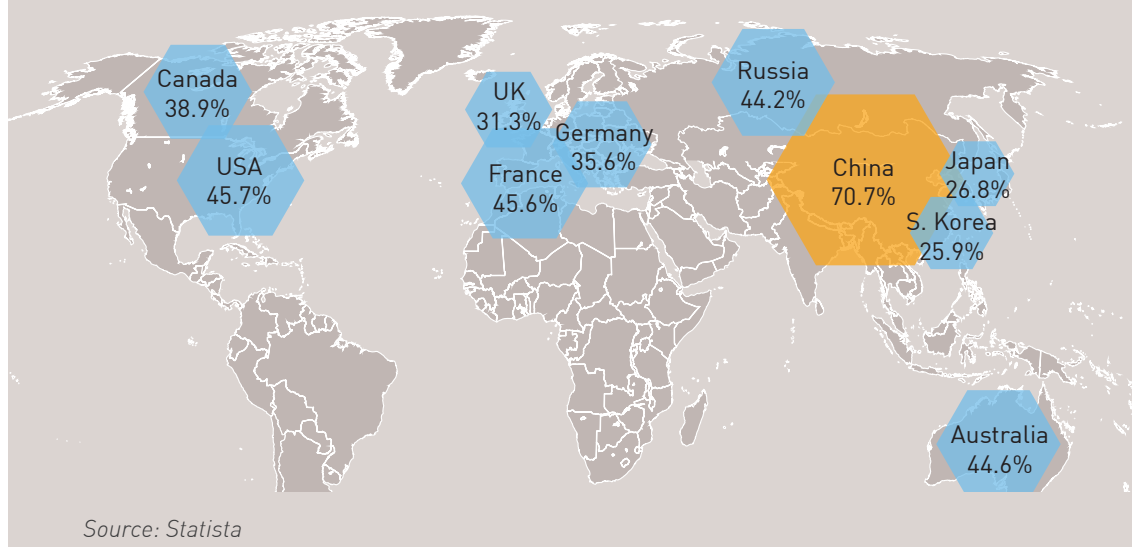 Canada
38.9%
USA
45.7%
UK
31.3%
Germany
35.6%
France
45.6%
Russia
44.2%
China
70.7%
Japan
26.8%
S. Korea
25.9%
Australia
44.6%
Source: Statista